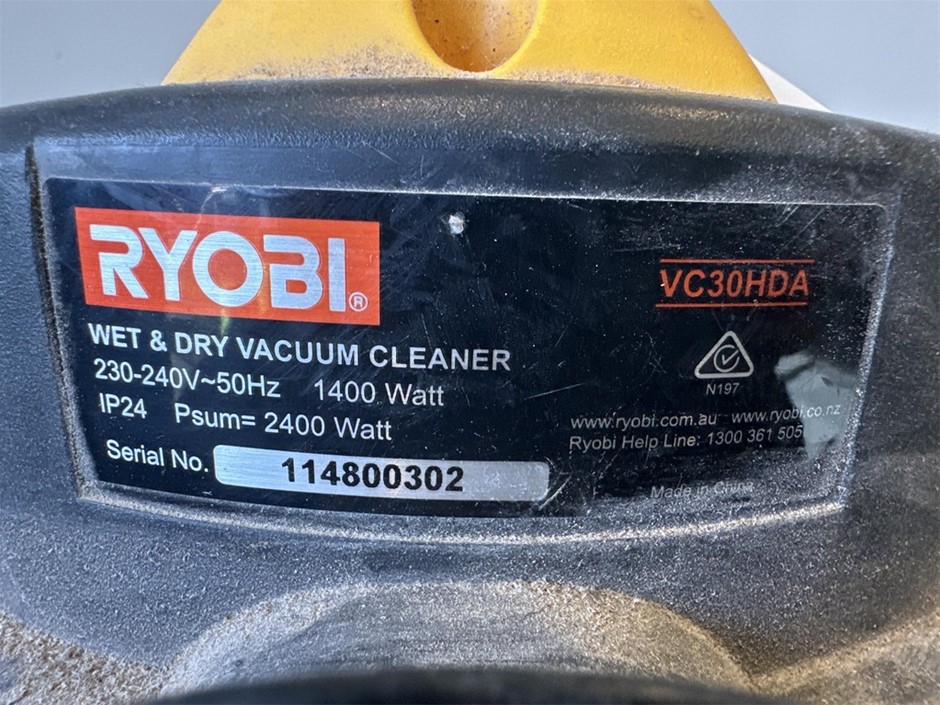 RYOBI®
VC30HDA
WET & DRY VACUUM CLEANER
230-240V~50Hz 1400 Watt
N197
IP24 Psum= 2400 Watt
www.ryobi.com.au www.ryobi.co.nz
Ryobi Help Line: 1300 361 505
Serial No. 114800302
Made in China